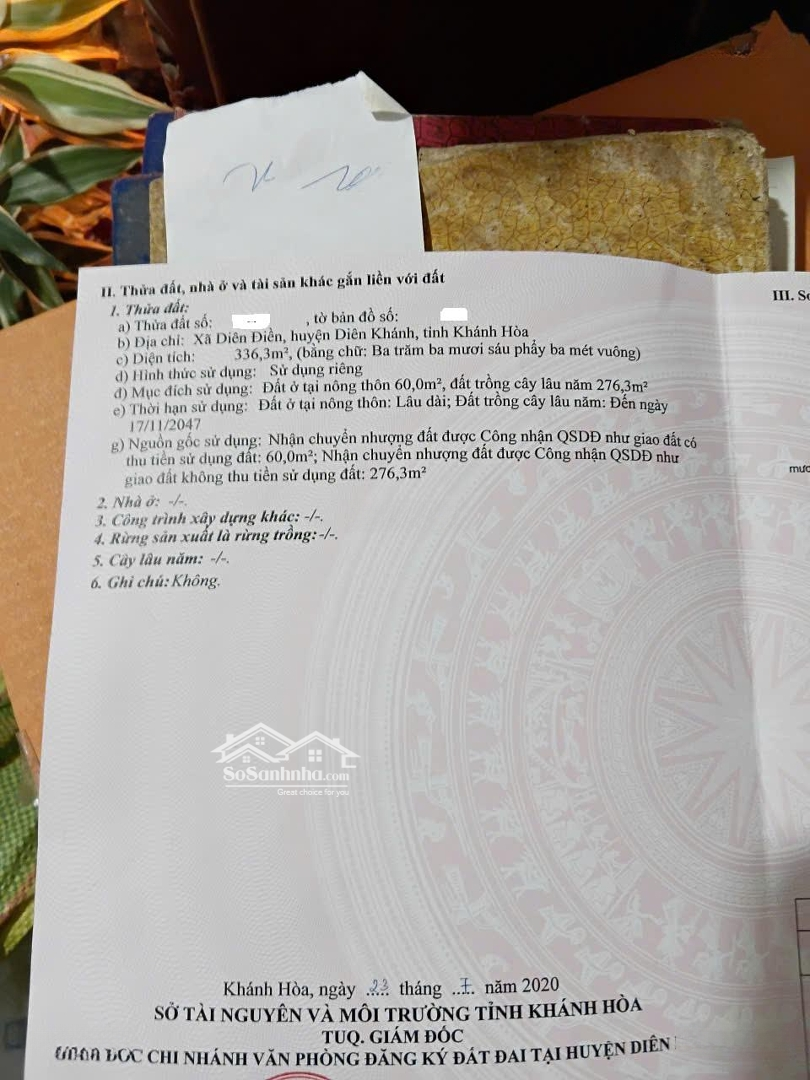 II. Thửa đất, nhà ở và tài sản khác gắn liền với đất
1. Thửa đất:
a) Thửa đất số: , tờ bản đồ số:
b) Địa chỉ: Xã Diên Điền, huyện Diên Khánh, tỉnh Khánh Hòa
c) Diện tích: 336,3m², (bằng chữ: Ba trăm ba mươi sáu phẩy ba mét vuông)
d) Hình thức sử dụng: Sử dụng riêng
đ) Mục đích sử dụng: Đất ở tại nông thôn 60,0m², đất trồng cây lâu năm 276,3m²
e) Thời hạn sử dụng: Đất ở tại nông thôn: Lâu dài; Đất trồng cây lâu năm: Đến ngày
17/11/2047
g) Nguồn gốc sử dụng: Nhận chuyển nhượng đất được Công nhận QSDĐ như giao đất có
thu tiền sử dụng đất: 60,0m²; Nhận chuyển nhượng đất được Công nhận QSDĐ như
giao đất không thu tiền sử dụng đất: 276,3m²
2. Nhà ở: -/-.
3. Công trình xây dựng khác: -/-.
4. Rừng sản xuất là rừng trồng: -/-.
5. Cây lâu năm: -/-.
6. Ghi chú: Không.
III. S
SoSanhnha.com
Great choice for you
Khánh Hòa, ngày 23 tháng 7 năm 2020
SỞ TÀI NGUYÊN VÀ MÔI TRƯỜNG TỈNH KHÁNH HÒA
TUQ. GIÁM ĐỐC
ĐỐC CHI NHÁNH VĂN PHÒNG ĐĂNG KÝ ĐẤT ĐAI TẠI HUYỆN DIÊN